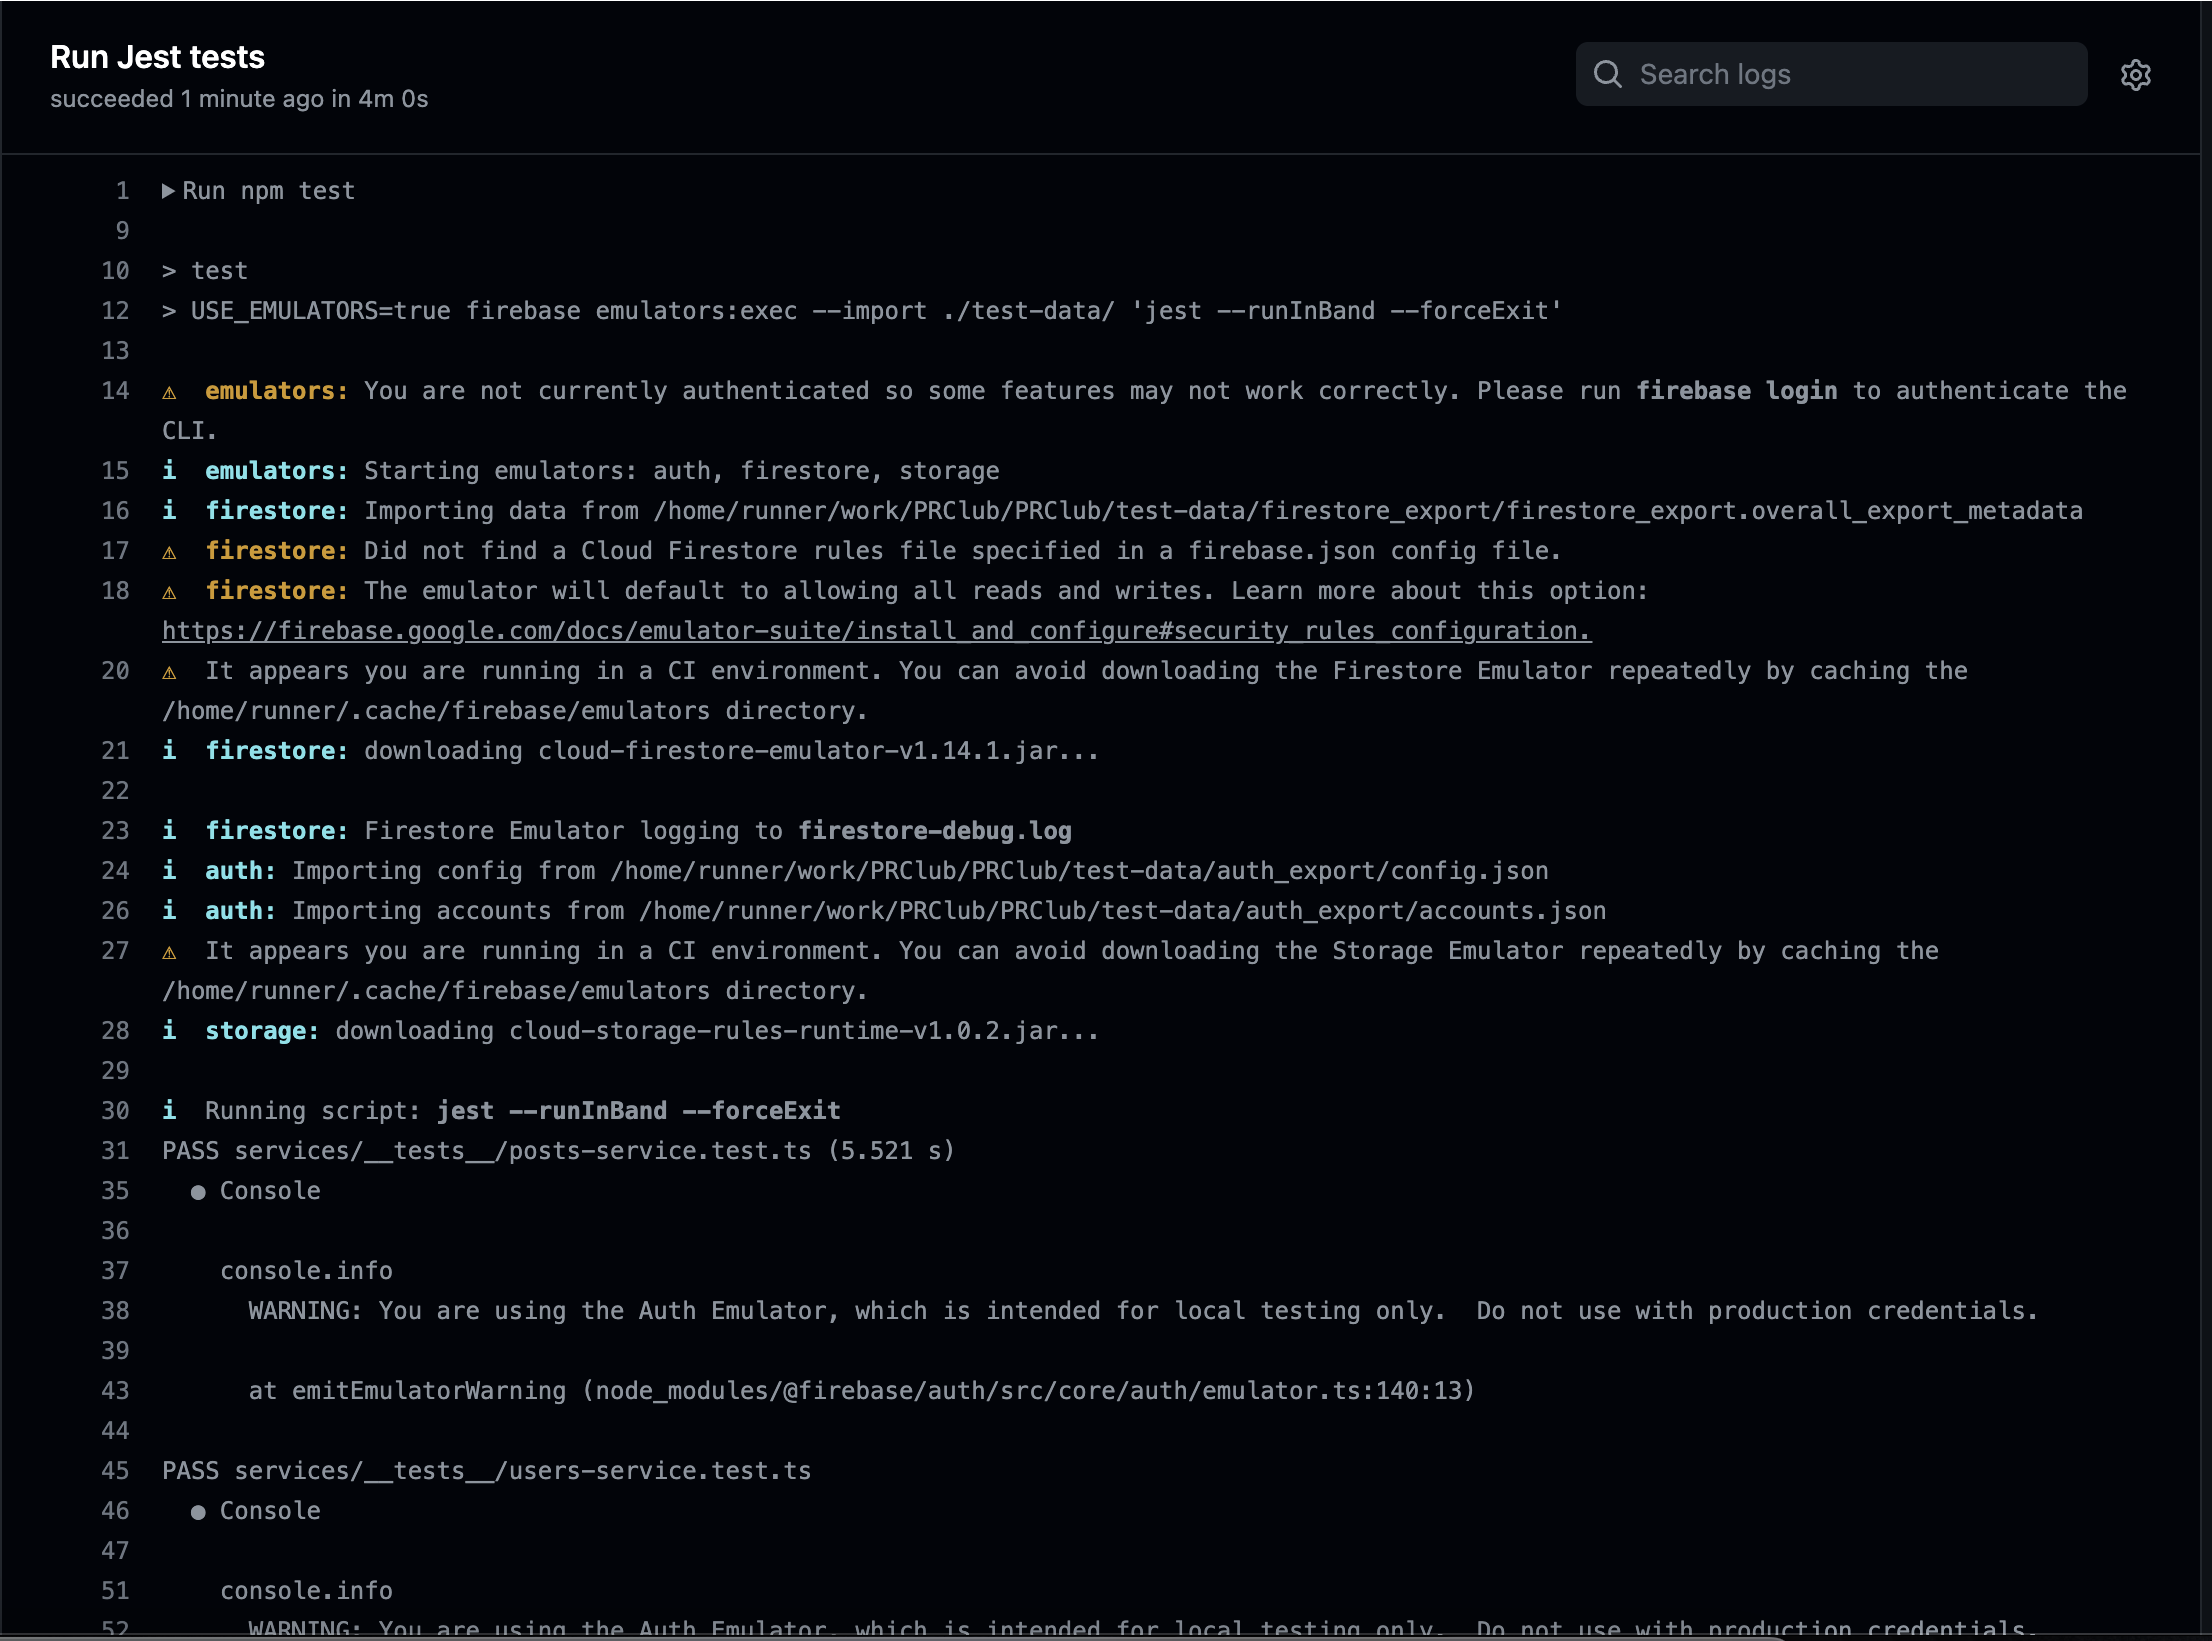 Run Jest tests
succeeded 1 minute ago in 4m 0s
Search logs
1 Run npm test
9
10 > test
12 > USE_EMULATORS=true firebase emulators:exec --import ./test-data/ 'jest --runInBand --forceExit'
13
14 ⚠ emulators: You are not currently authenticated so some features may not work correctly. Please run firebase login to authenticate the
CLI.
15 i emulators: Starting emulators: auth, firestore, storage
16 i firestore: Importing data from /home/runner/work/PRClub/PRClub/test-data/firestore_export/firestore_export.overall_export_metadata
17 ⚠ firestore: Did not find a Cloud Firestore rules file specified in a firebase.json config file.
18 ⚠ firestore: The emulator will default to allowing all reads and writes. Learn more about this option:
https://firebase.google.com/docs/emulator-suite/install_and_configure#security_rules_configuration.
20 ⚠ It appears you are running in a CI environment. You can avoid downloading the Firestore Emulator repeatedly by caching the
/home/runner/.cache/firebase/emulators directory.
21 i firestore: downloading cloud-firestore-emulator-v1.14.1.jar...
22
23 i firestore: Firestore Emulator logging to firestore-debug.log
24 i auth: Importing config from /home/runner/work/PRClub/PRClub/test-data/auth_export/config.json
26 i auth: Importing accounts from /home/runner/work/PRClub/PRClub/test-data/auth_export/accounts.json
27 ⚠ It appears you are running in a CI environment. You can avoid downloading the Storage Emulator repeatedly by caching the
/home/runner/.cache/firebase/emulators directory.
28 i storage: downloading cloud-storage-rules-runtime-v1.0.2.jar...
29
30 i Running script: jest --runInBand --forceExit
31 PASS services/__tests__/posts-service.test.ts (5.521 s)
35 ● Console
36
37 console.info
38 WARNING: You are using the Auth Emulator, which is intended for local testing only.  Do not use with production credentials.
39
43 at emitEmulatorWarning (node_modules/@firebase/auth/src/core/auth/emulator.ts:140:13)
44
45 PASS services/__tests__/users-service.test.ts
46 ● Console
47
51 console.info
52 WARNING: You are using the Auth Emulator, which is intended for local testing only.  Do not use with production credentials.